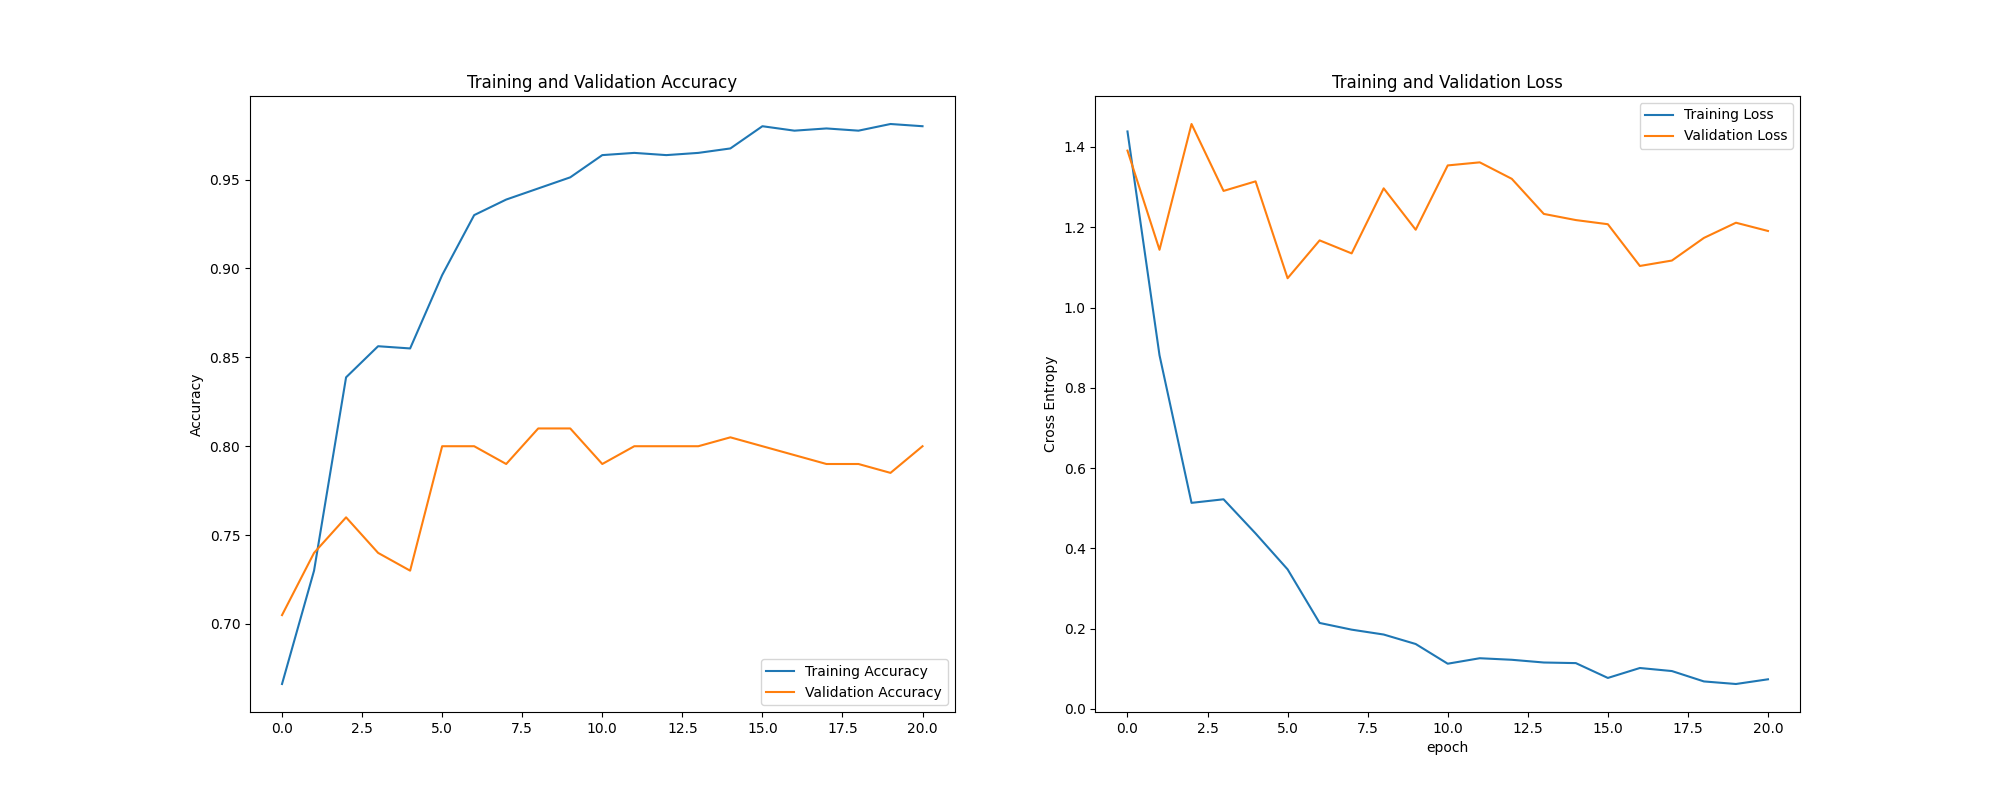 Training and Validation Accuracy
Accuracy
0.95
0.90
0.85
0.80
0.75
0.70
Training Accuracy
Validation Accuracy
0.0 2.5 5.0 7.5 10.0 12.5 15.0 17.5 20.0
Training and Validation Loss
Training Loss
Validation Loss
Cross Entropy
1.4
1.2
1.0
0.8
0.6
0.4
0.2
0.0
0.0 2.5 5.0 7.5 10.0 12.5 15.0 17.5 20.0
epoch